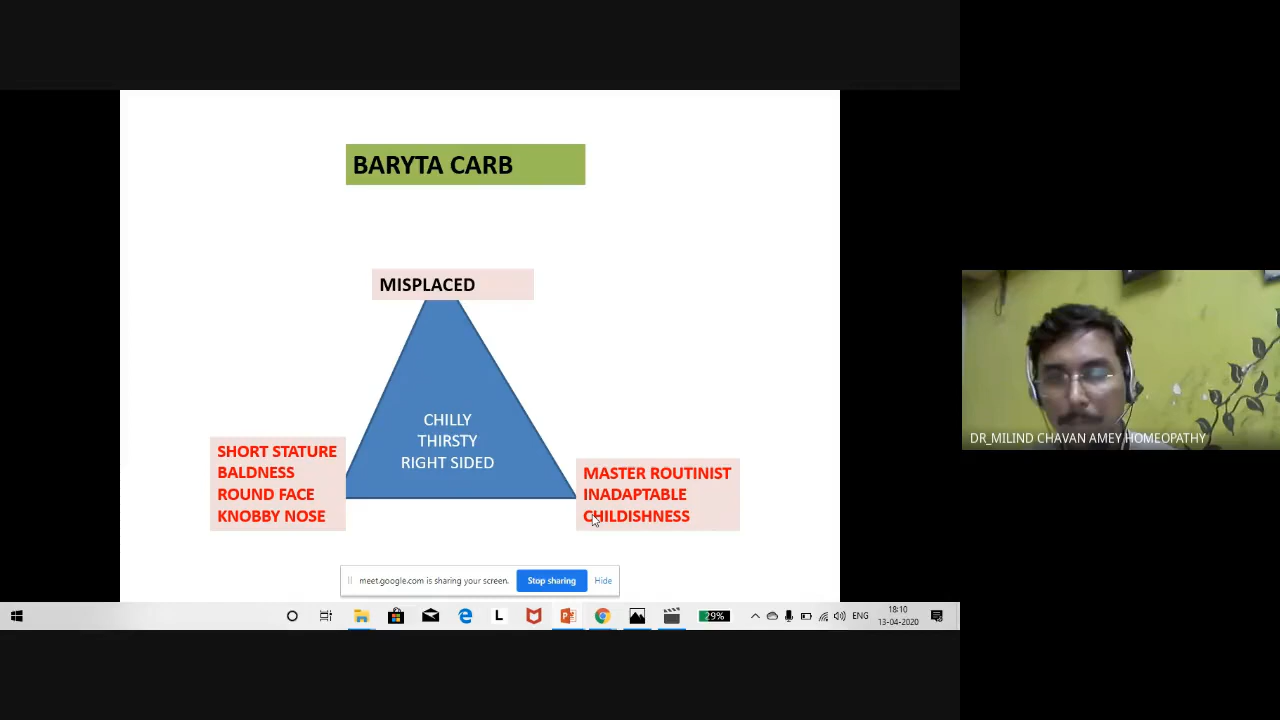 BARYTA CARB
MISPLACED
CHILLY
THIRSTY
RIGHT SIDED
SHORT STATURE
BALDNESS
ROUND FACE
KNOBBY NOSE
MASTER ROUTINIST
INADAPTABLE
CHILDISHNESS
DR_MILIND CHAVAN AMEY HOMEOPATHY
meet.google.com is sharing your screen.
Stop sharing
Hide
L
29%
ENG
18:10
13-04-2020